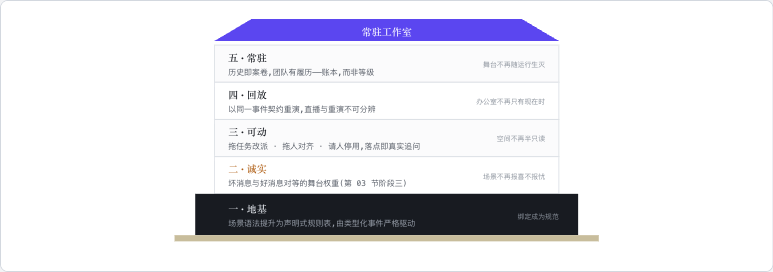 常驻工作室
五 · 常驻
历史即案卷,团队有履历——账本,而非等级
舞台不再随运行生灭
四 · 回放
以同一事件契约重演,直播与重演不可分辨
办公室不再只有现在时
三 · 可动
拖任务改派 · 拖人对齐 · 请人停用,落点即真实追问
空间不再半只读
二 · 诚实
坏消息与好消息对等的舞台权重(第 03 节阶段三)
场景不再报喜不报忧
一 · 地基
场景语法提升为声明式规则表,由类型化事件严格驱动
绑定成为规范